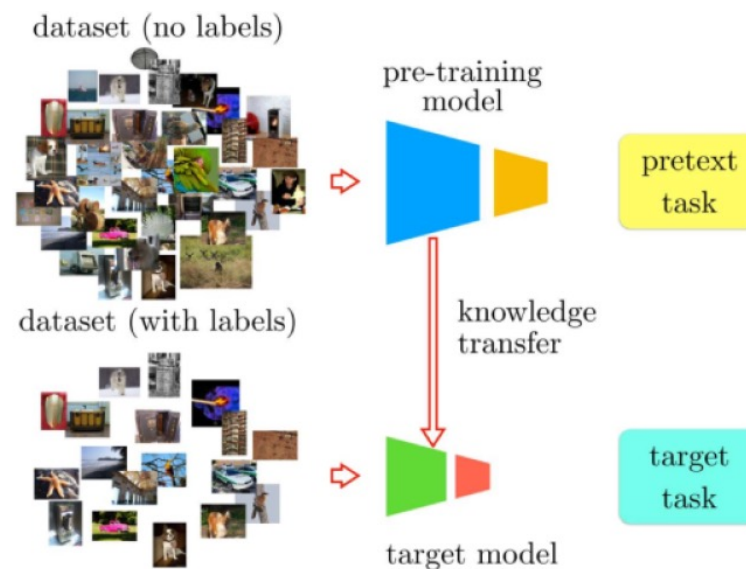 dataset (no labels)
pre-training
model
pretext
task
dataset (with labels)
knowledge
transfer
target
task
target model